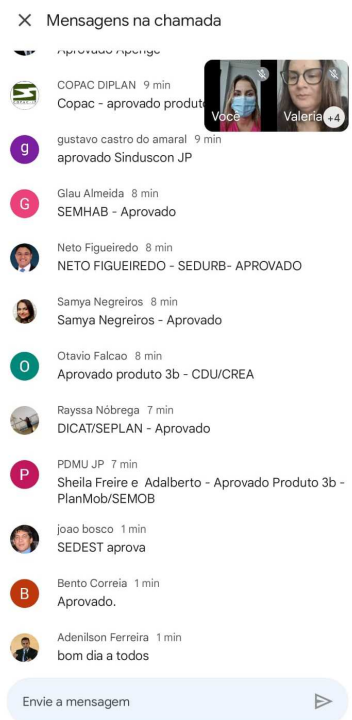 Mensagens na chamada
Aprovado Apenge
COPAC DIPLAN 9 min
Copac - aprovado produt
Você
Valeria
+4
gustavo castro do amaral 9 min
aprovado Sinduscon JP
Glau Almeida 8 min
SEMHAB - Aprovado
Neto Figueiredo 8 min
NETO FIGUEIREDO - SEDURB- APROVADO
Samya Negreiros 8 min
Samya Negreiros - Aprovado
Otavio Falcao 8 min
Aprovado produto 3b - CDU/CREA
Rayssa Nóbrega 7 min
DICAT/SEPLAN - Aprovado
PDMU JP 7 min
Sheila Freire e Adalberto - Aprovado Produto 3b -
PlanMob/SEMOB
joao bosco 1 min
SEDEST aprova
Bento Correia 1 min
Aprovado.
Adenilson Ferreira 1 min
bom dia a todos
Envie a mensagem